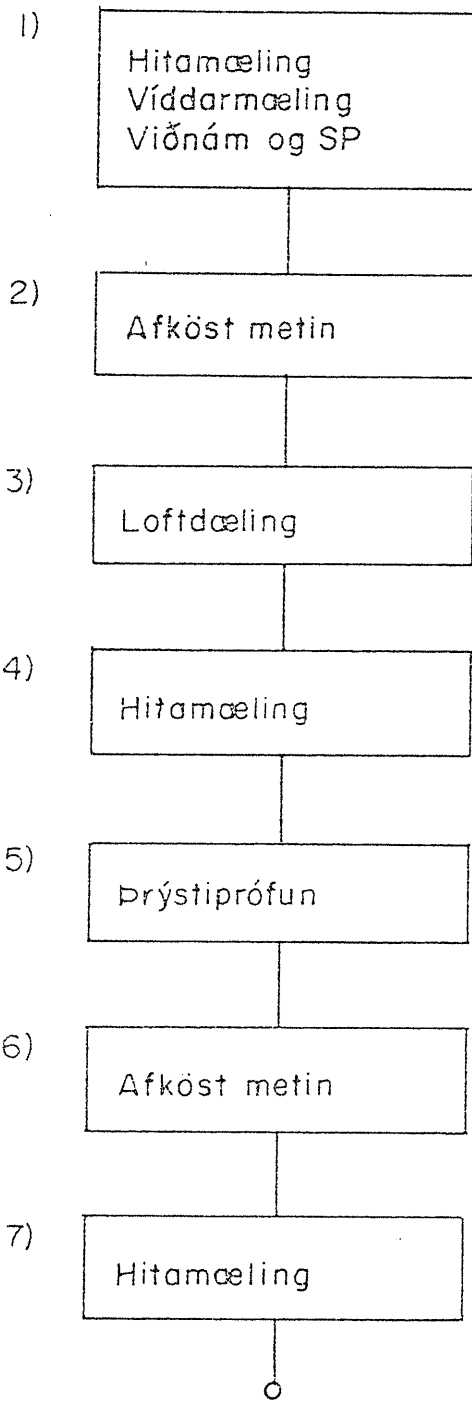 1)
Hitamæling
Víddarmæling
Viðnám og SP
2)
Afköst metin
3)
Loftdæling
4)
Hitamæling
5)
Þrýstiprófun
6)
Afköst metin
7)
Hitamæling